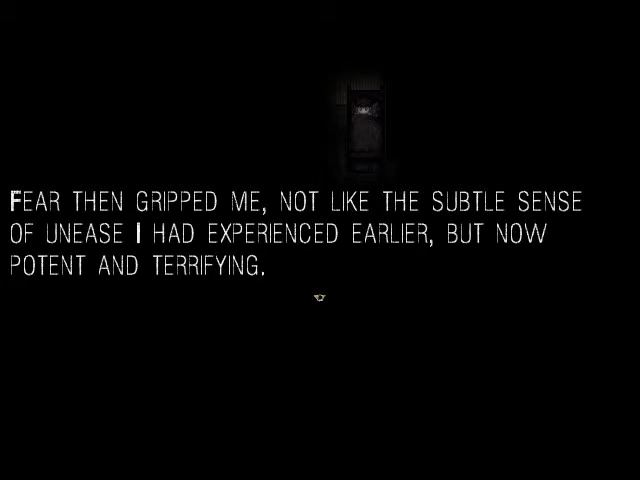 Fear then gripped me, not like the subtle sense
of unease I had experienced earlier, but now
potent and terrifying.